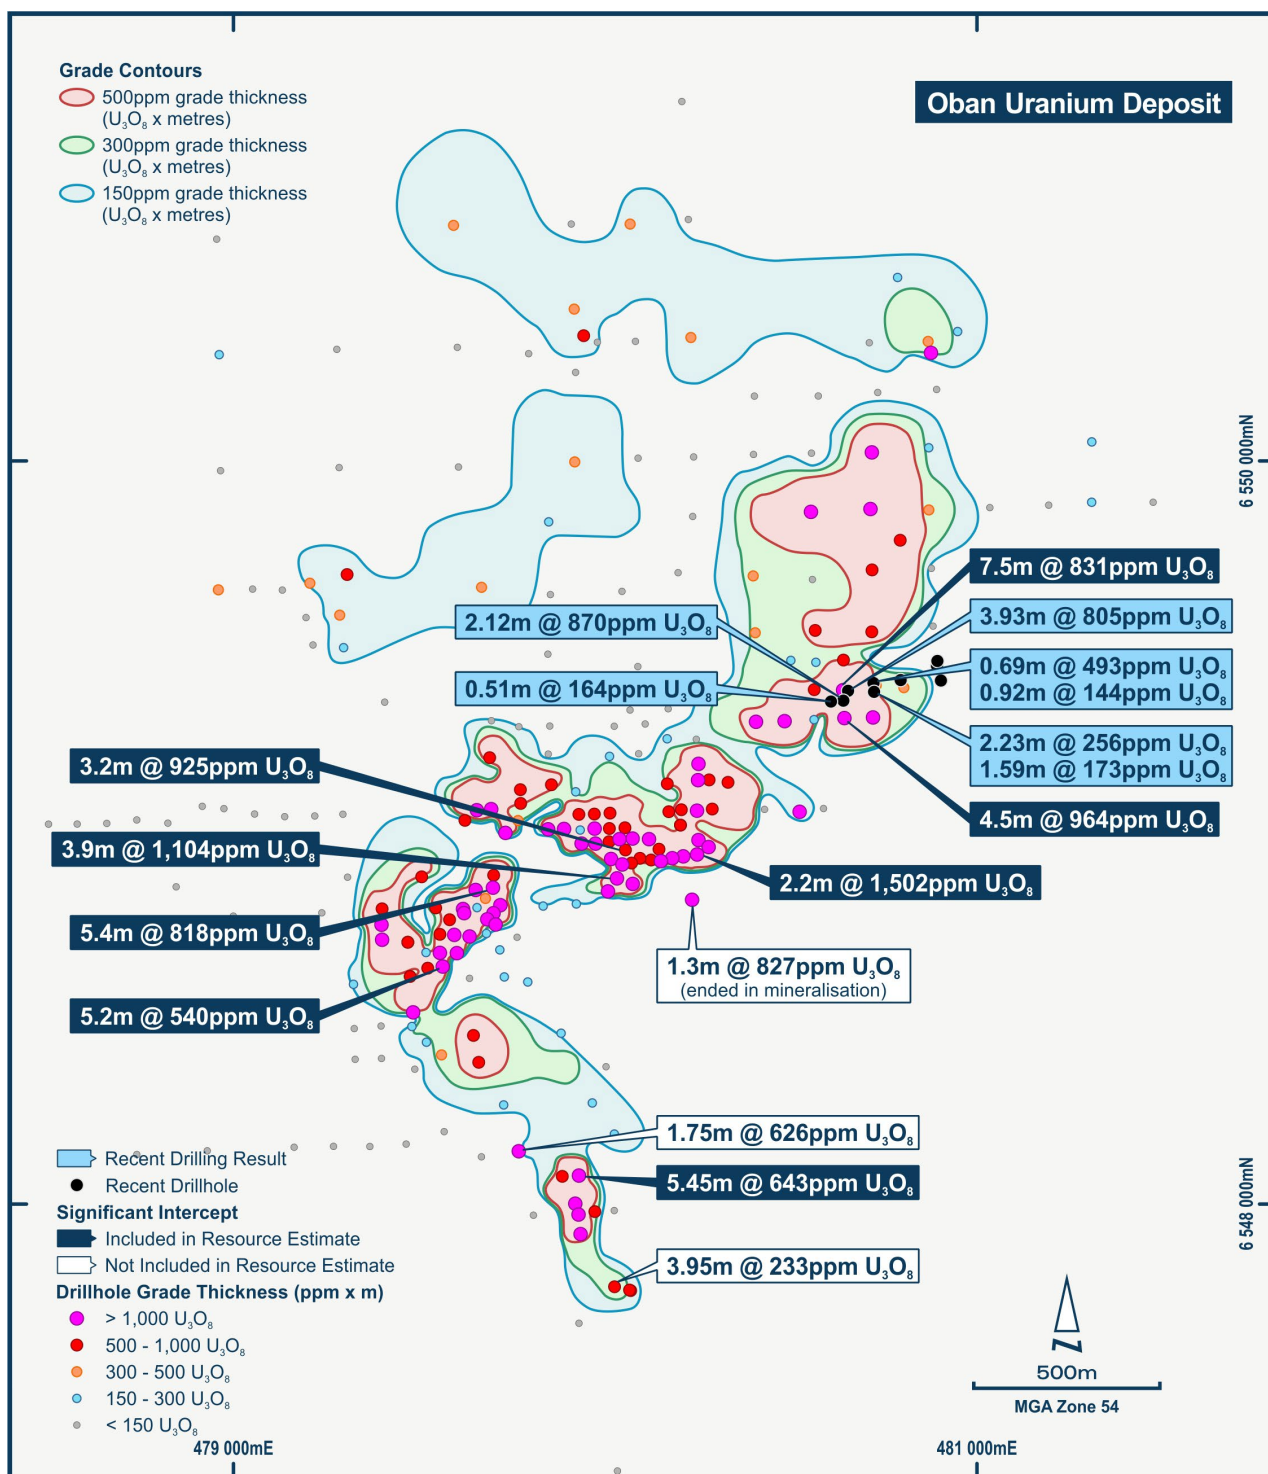 Oban Uranium Deposit
Grade Contours
500ppm grade thickness
(U₃O₈ x metres)
300ppm grade thickness
(U₃O₈ x metres)
150ppm grade thickness
(U₃O₈ x metres)
6 550 000mN
7.5m @ 831ppm U₃O₈
2.12m @ 870ppm U₃O₈
3.93m @ 805ppm U₃O₈
0.51m @ 164ppm U₃O₈
0.69m @ 493ppm U₃O₈
0.92m @ 144ppm U₃O₈
2.23m @ 256ppm U₃O₈
1.59m @ 173ppm U₃O₈
3.2m @ 925ppm U₃O₈
4.5m @ 964ppm U₃O₈
3.9m @ 1,104ppm U₃O₈
2.2m @ 1,502ppm U₃O₈
5.4m @ 818ppm U₃O₈
1.3m @ 827ppm U₃O₈
(ended in mineralisation)
5.2m @ 540ppm U₃O₈
1.75m @ 626ppm U₃O₈
5.45m @ 643ppm U₃O₈
3.95m @ 233ppm U₃O₈
6 548 000mN
Recent Drilling Result
Recent Drillhole
Significant Intercept
Included in Resource Estimate
Not Included in Resource Estimate
Drillhole Grade Thickness (ppm x m)
> 1,000 U₃O₈
500 - 1,000 U₃O₈
300 - 500 U₃O₈
150 - 300 U₃O₈
< 150 U₃O₈
N
500m
MGA Zone 54
479 000mE
481 000mE